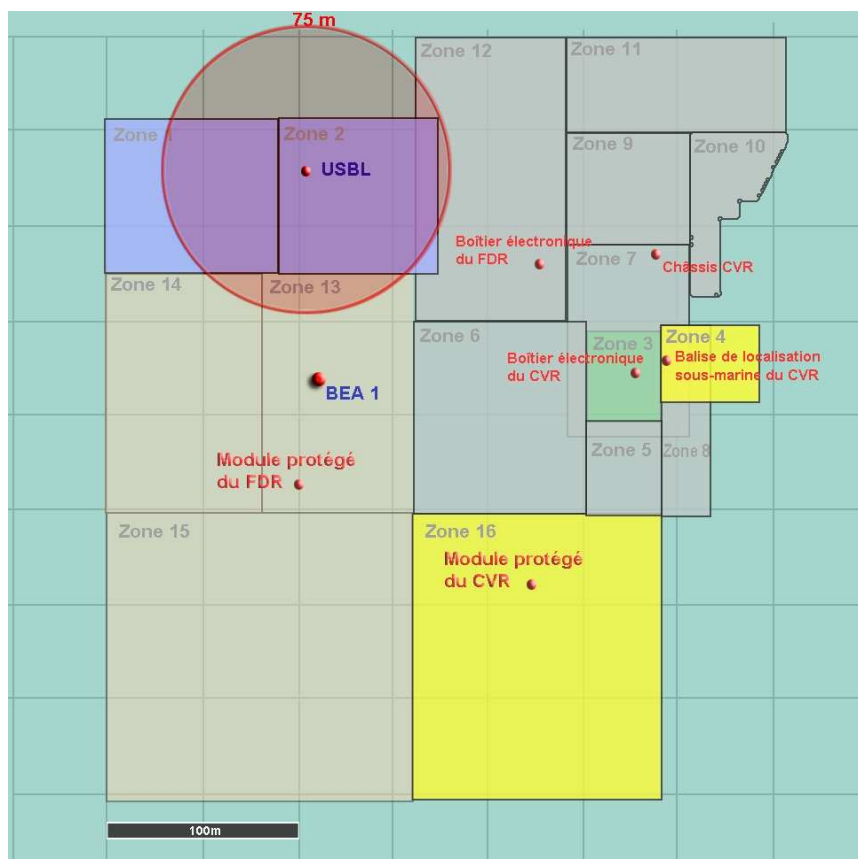 75 m
Zone 12
Zone 11
Zone 1
Zone 2
Zone 9
Zone 10
USBL
Boîtier électronique
du FDR
Zone 7
Châssis CVR
Zone 14
Zone 13
Zone 6
Zone 3
Zone 4
Boîtier électronique
du CVR
Balise de localisation
sous-marine du CVR
BEA 1
Module protégé
du FDR
Zone 5
Zone 8
Zone 15
Zone 16
Module protégé
du CVR
100m